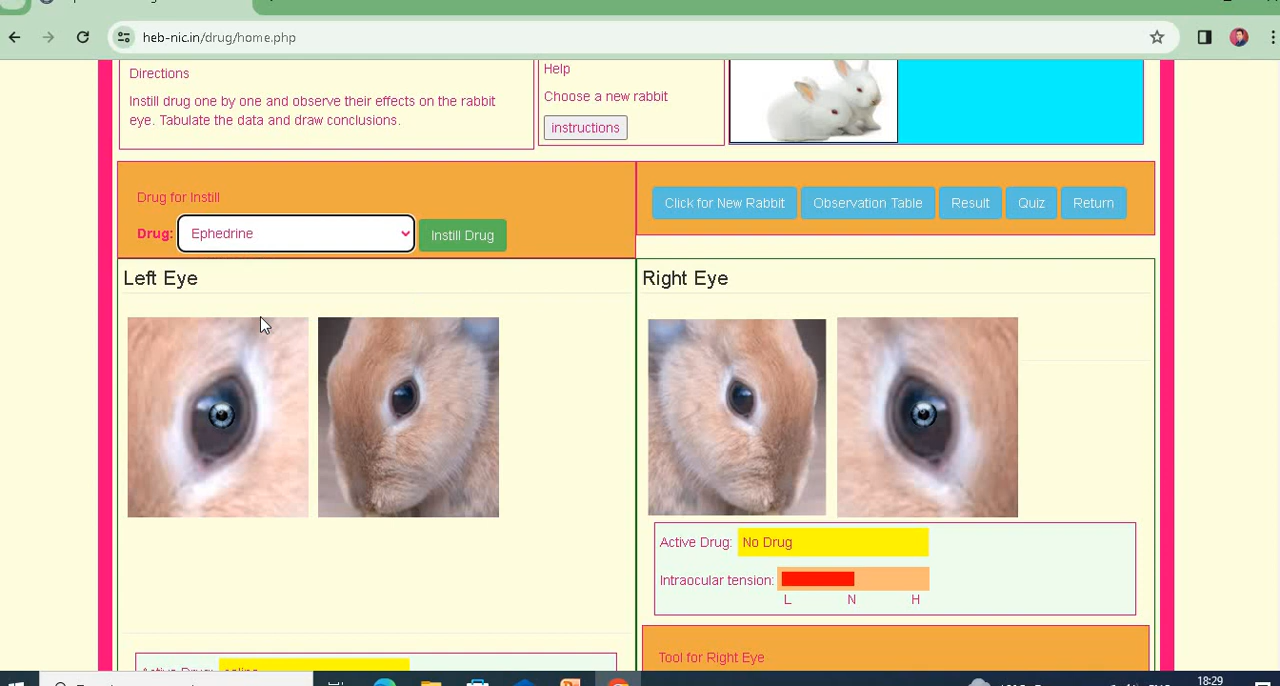 heb-nic.in/drug/home.php
Directions
Instill drug one by one and observe their effects on the rabbit
eye. Tabulate the data and draw conclusions.
Help
Choose a new rabbit
instructions
Drug for Instill
Drug: Ephedrine Instill Drug
Click for New Rabbit Observation Table Result Quiz Return
Left Eye
Right Eye
Active Drug: No Drug
Intraocular tension:
L N H
Tool for Right Eye
18:29